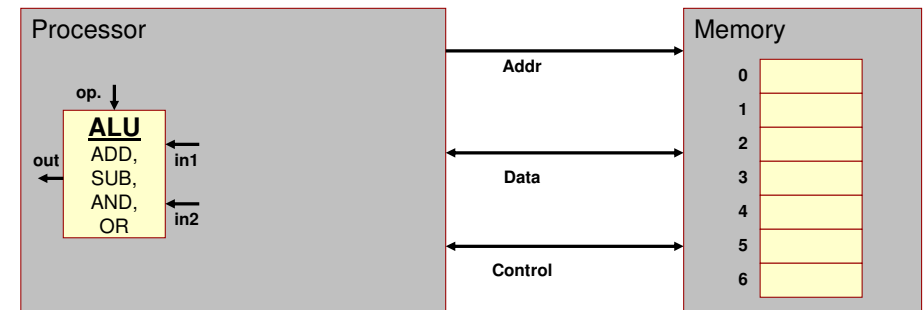 Processor
Memory
Addr
0
op.
1
ALU
ADD,
in1
out
SUB,
AND,
in2
OR
2
Data
3
4
5
Control
6